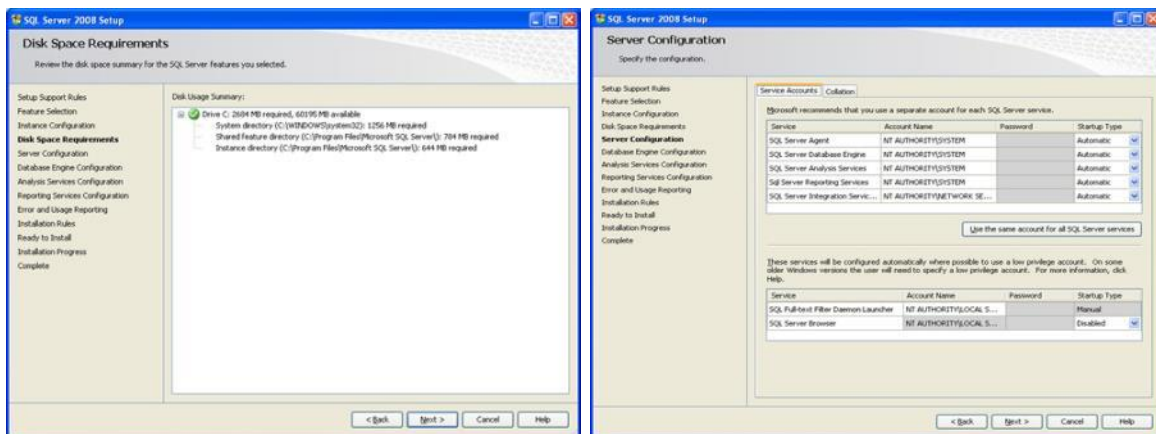 SQL Server 2008 Setup
Disk Space Requirements
Review the disk space summary for the SQL Server features you selected.
Setup Support Rules
Feature Selection
Instance Configuration
Disk Space Requirements
Server Configuration
Database Engine Configuration
Analysis Services Configuration
Reporting Services Configuration
Error and Usage Reporting
Installation Rules
Ready to Install
Installation Progress
Complete
Disk Usage Summary:
Drive C: 2684 MB required, 60195 MB available
System directory (C:\WINDOWS\system32): 1256 MB required
Shared feature directory (C:\Program Files\Microsoft SQL Server\): 784 MB required
Instance directory (C:\Program Files\Microsoft SQL Server\): 644 MB required
< Back Next > Cancel Help
SQL Server 2008 Setup
Server Configuration
Specify the configuration.
Setup Support Rules
Feature Selection
Instance Configuration
Disk Space Requirements
Server Configuration
Database Engine Configuration
Analysis Services Configuration
Reporting Services Configuration
Error and Usage Reporting
Installation Rules
Ready to Install
Installation Progress
Complete
Service Accounts Collation
Microsoft recommends that you use a separate account for each SQL Server service.
Service Account Name Password Startup Type
SQL Server Agent NT AUTHORITY\SYSTEM Automatic
SQL Server Database Engine NT AUTHORITY\SYSTEM Automatic
SQL Server Analysis Services NT AUTHORITY\SYSTEM Automatic
Sql Server Reporting Services NT AUTHORITY\SYSTEM Automatic
SQL Server Integration Servic... NT AUTHORITY\NETWORK SE... Automatic
Use the same account for all SQL Server services
These services will be configured automatically where possible to use a low privilege account. On some
older Windows versions the user will need to specify a low privilege account. For more information, click
Help.
Service Account Name Password Startup Type
SQL Full-text Filter Daemon Launcher NT AUTHORITY\LOCAL S... Manual
SQL Server Browser NT AUTHORITY\LOCAL S... Disabled
< Back Next > Cancel Help